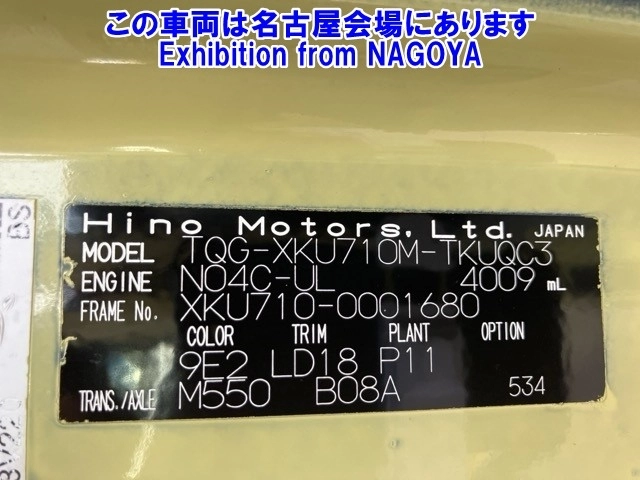 この車両は名古屋会場にあります
Exhibition from NAGOYA
Hino Motors, Ltd. JAPAN
MODEL TQG-XKU710M-TKUQC3
ENGINE N04C-UL 4009 mL
FRAME No. XKU710-0001680
COLOR TRIM PLANT OPTION
9E2 LD18 P11
TRANS./AXLE M550 B08A 534
BS